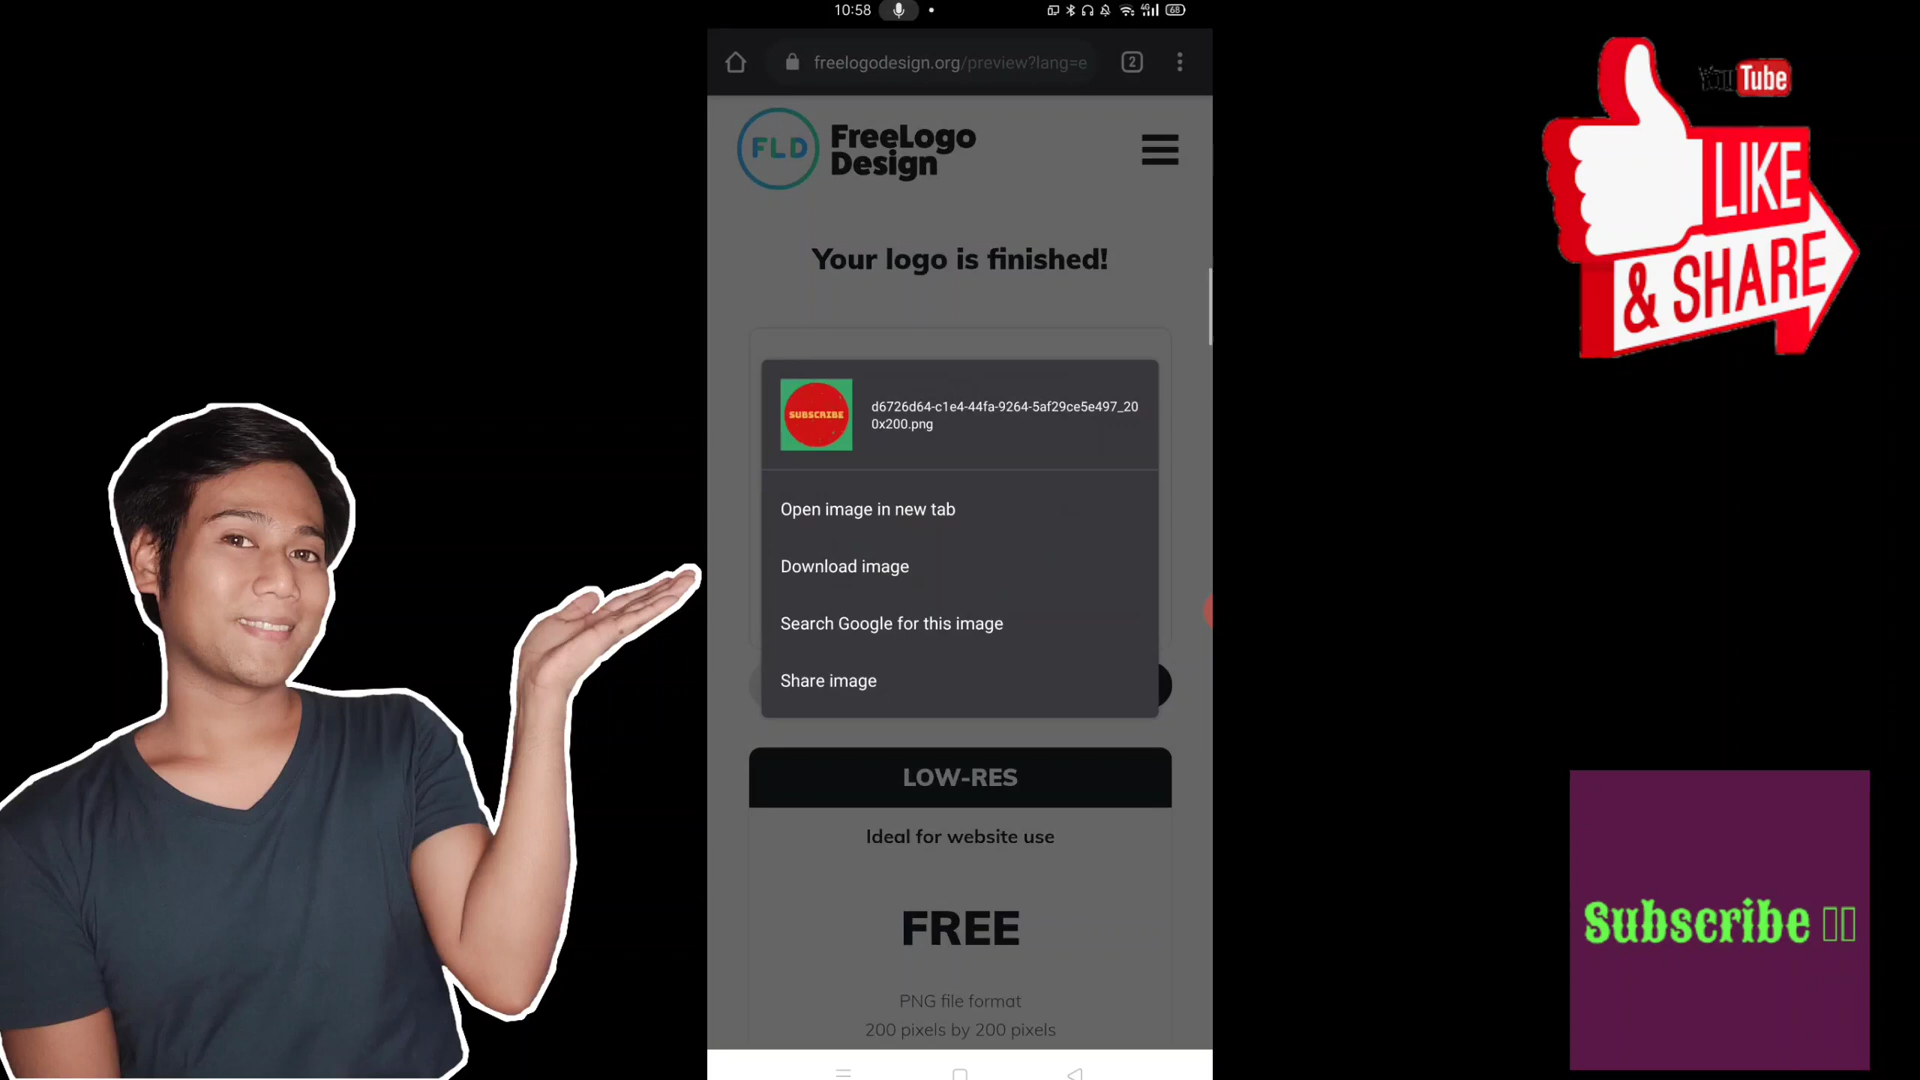 10:58
4G
68
freelogodesign.org/preview?lang=e
2
FLD
FreeLogo
Design
Your logo is finished!
SUBSCRIBE
d6726d64-c1e4-44fa-9264-5af29ce5e497_20
0x200.png
Open image in new tab
Download image
Search Google for this image
Share image
LOW-RES
Ideal for website use
FREE
PNG file format
200 pixels by 200 pixels
YouTube
LIKE
& SHARE
Subscribe